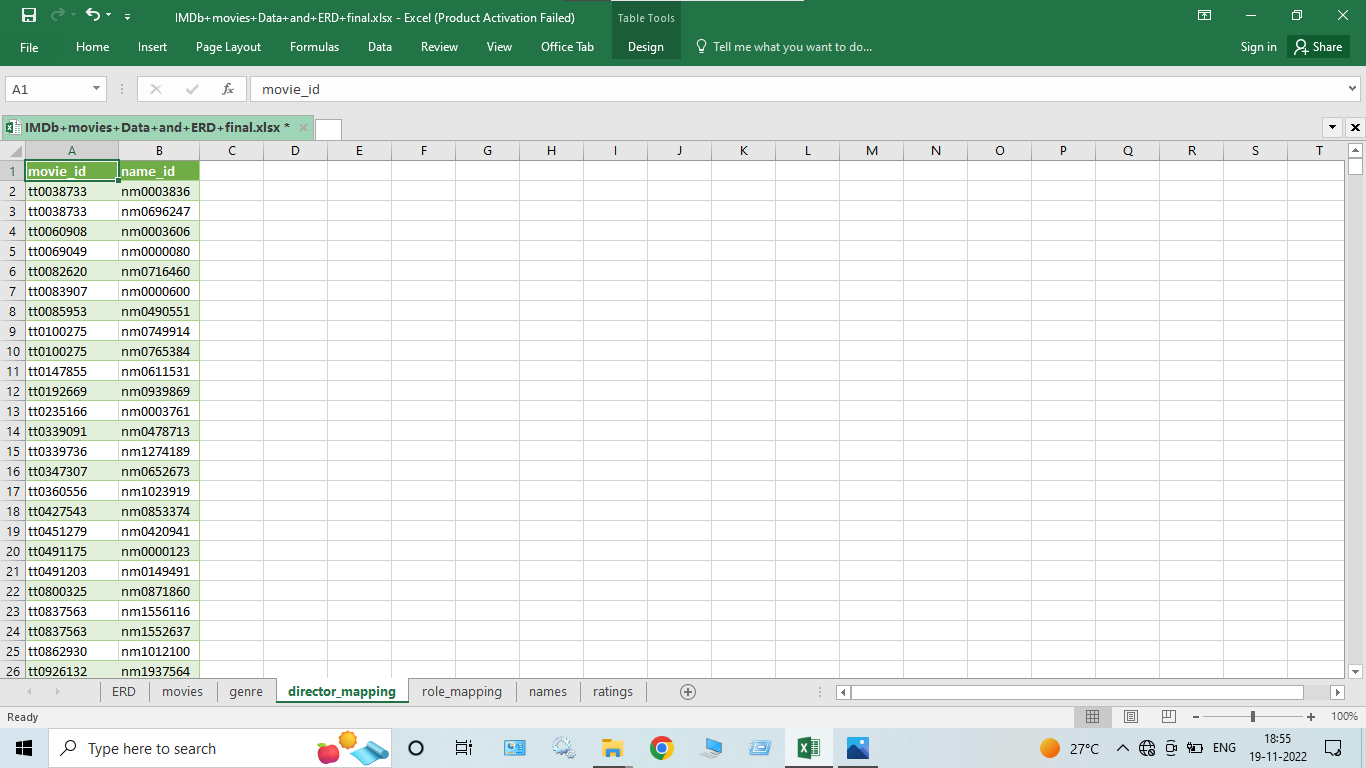 IMDb+movies+Data+and+ERD+final.xlsx - Excel (Product Activation Failed)
Table Tools
File Home Insert Page Layout Formulas Data Review View Office Tab Design Tell me what you want to do... Sign in Share
A1 fx movie_id
IMDb+movies+Data+and+ERD+final.xlsx *
A B C D E F G H I J K L M N O P Q R S T
1 movie_id name_id
2 tt0038733 nm0003836
3 tt0038733 nm0696247
4 tt0060908 nm0003606
5 tt0069049 nm0000080
6 tt0082620 nm0716460
7 tt0083907 nm0000600
8 tt0085953 nm0490551
9 tt0100275 nm0749914
10 tt0100275 nm0765384
11 tt0147855 nm0611531
12 tt0192669 nm0939869
13 tt0235166 nm0003761
14 tt0339091 nm0478713
15 tt0339736 nm1274189
16 tt0347307 nm0652673
17 tt0360556 nm1023919
18 tt0427543 nm0853374
19 tt0451279 nm0420941
20 tt0491175 nm0000123
21 tt0491203 nm0149491
22 tt0800325 nm0871860
23 tt0837563 nm1556116
24 tt0837563 nm1552637
25 tt0862930 nm1012100
26 tt0926132 nm1937564
ERD movies genre director_mapping role_mapping names ratings
Ready 100%
Type here to search 27°C ENG 18:55
19-11-2022